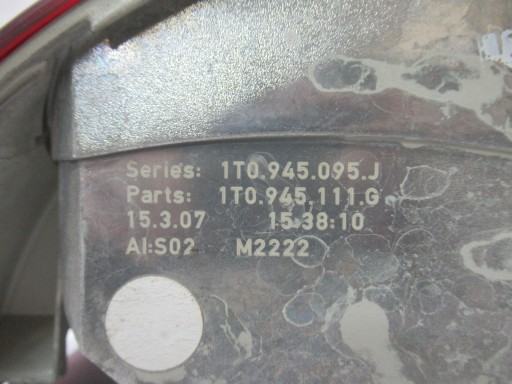 Series: 1T0.945.095.J
Parts: 1T0.945.111.G
15.3.07 15:38:10
AI:S02 M2222